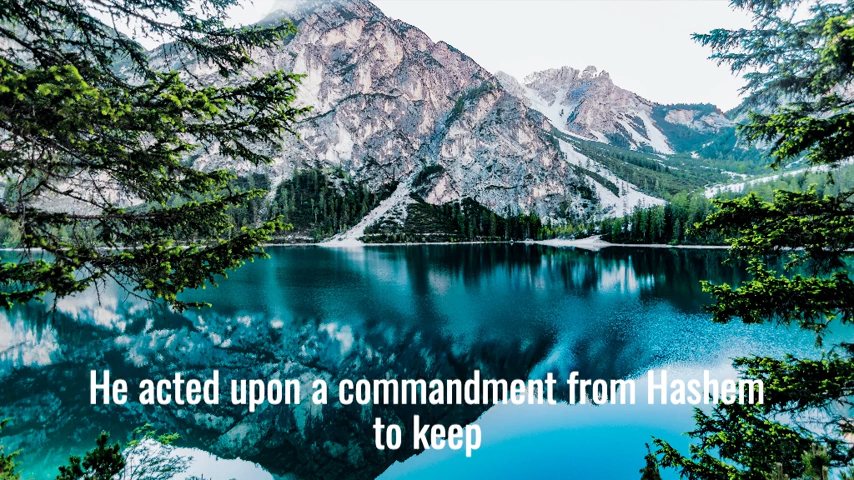 He acted upon a commandment from Hashem
to keep